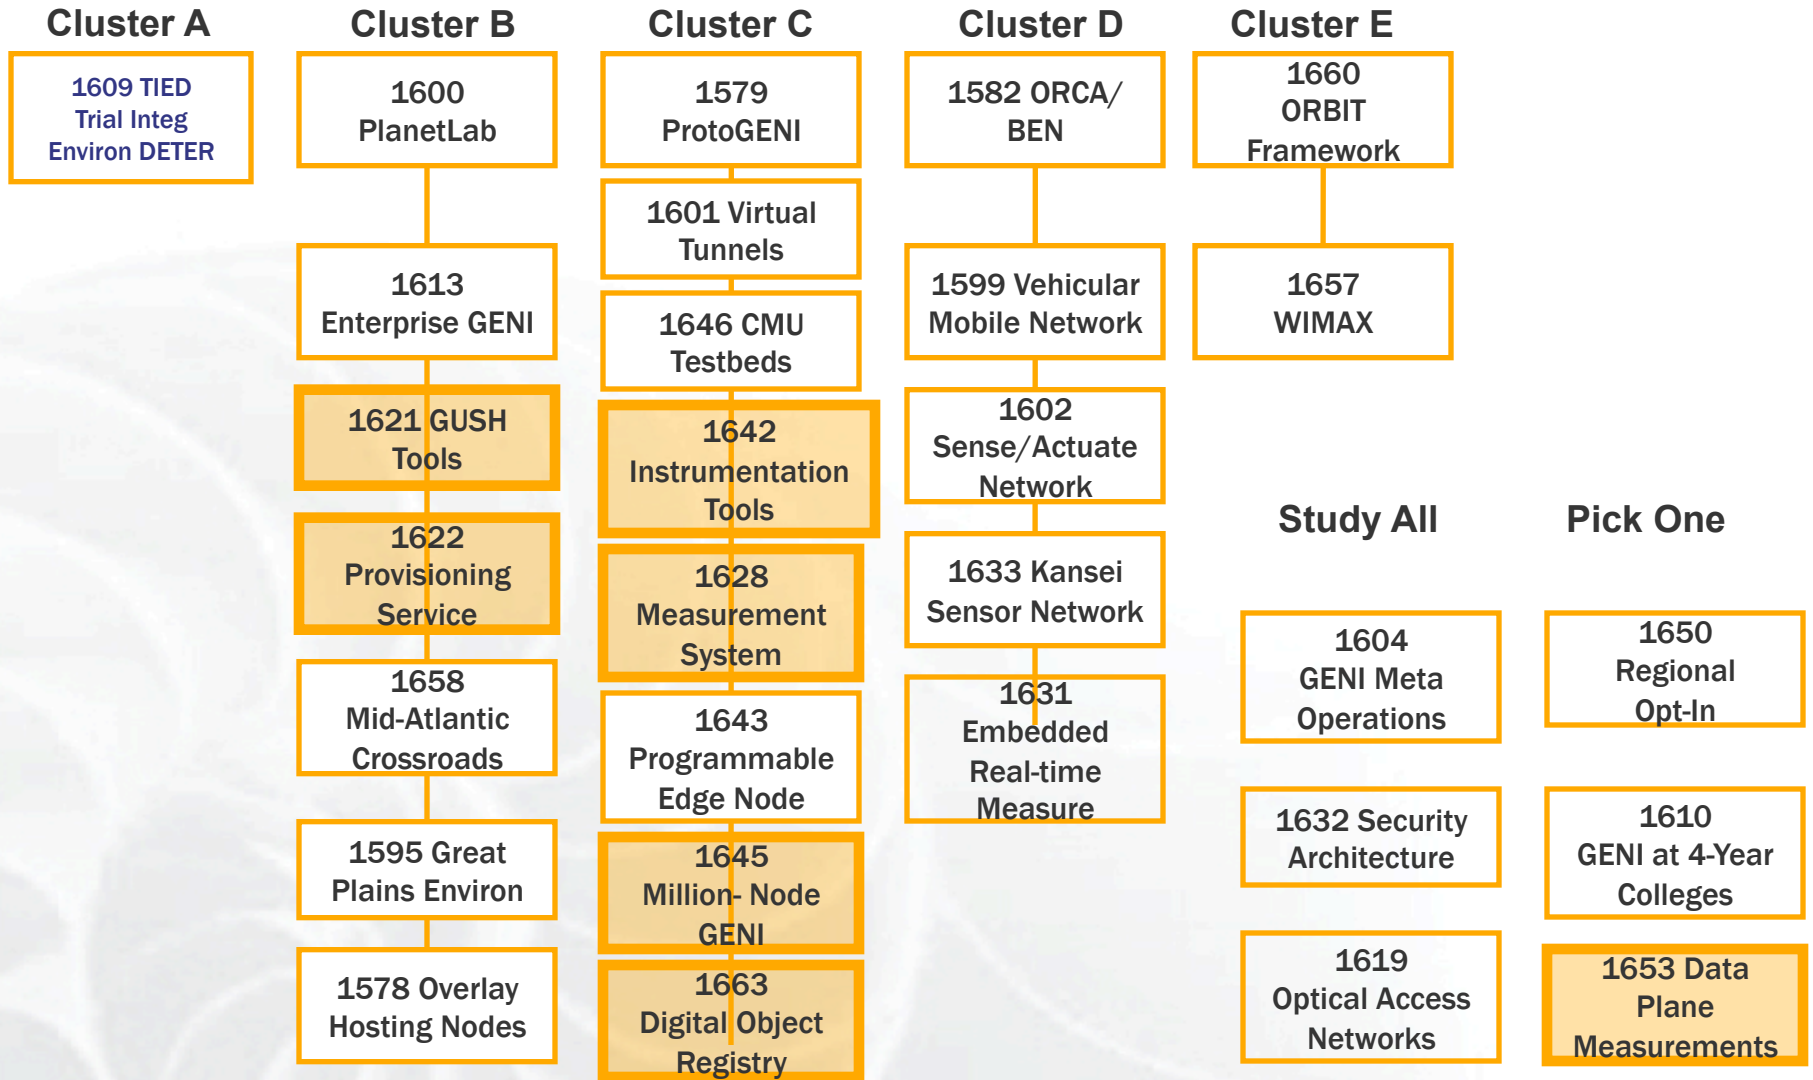 Cluster A
1609 TIED
Trial Integ
Environ DETER
Cluster B
1600
PlanetLab
1613
Enterprise GENI
1621 GUSH
Tools
1622
Provisioning
Service
1658
Mid-Atlantic
Crossroads
1595 Great
Plains Environ
1578 Overlay
Hosting Nodes
Cluster C
1579
ProtoGENI
1601 Virtual
Tunnels
1646 CMU
Testbeds
1642
Instrumentation
Tools
1628
Measurement
System
1643
Programmable
Edge Node
1645
Million- Node
GENI
1663
Digital Object
Registry
Cluster D
1582 ORCA/
BEN
1599 Vehicular
Mobile Network
1602
Sense/Actuate
Network
1633 Kansei
Sensor Network
1631
Embedded
Real-time
Measure
Cluster E
1660
ORBIT
Framework
1657
WIMAX
Study All
1604
GENI Meta
Operations
1632 Security
Architecture
1619
Optical Access
Networks
Pick One
1650
Regional
Opt-In
1610
GENI at 4-Year
Colleges
1653 Data
Plane
Measurements